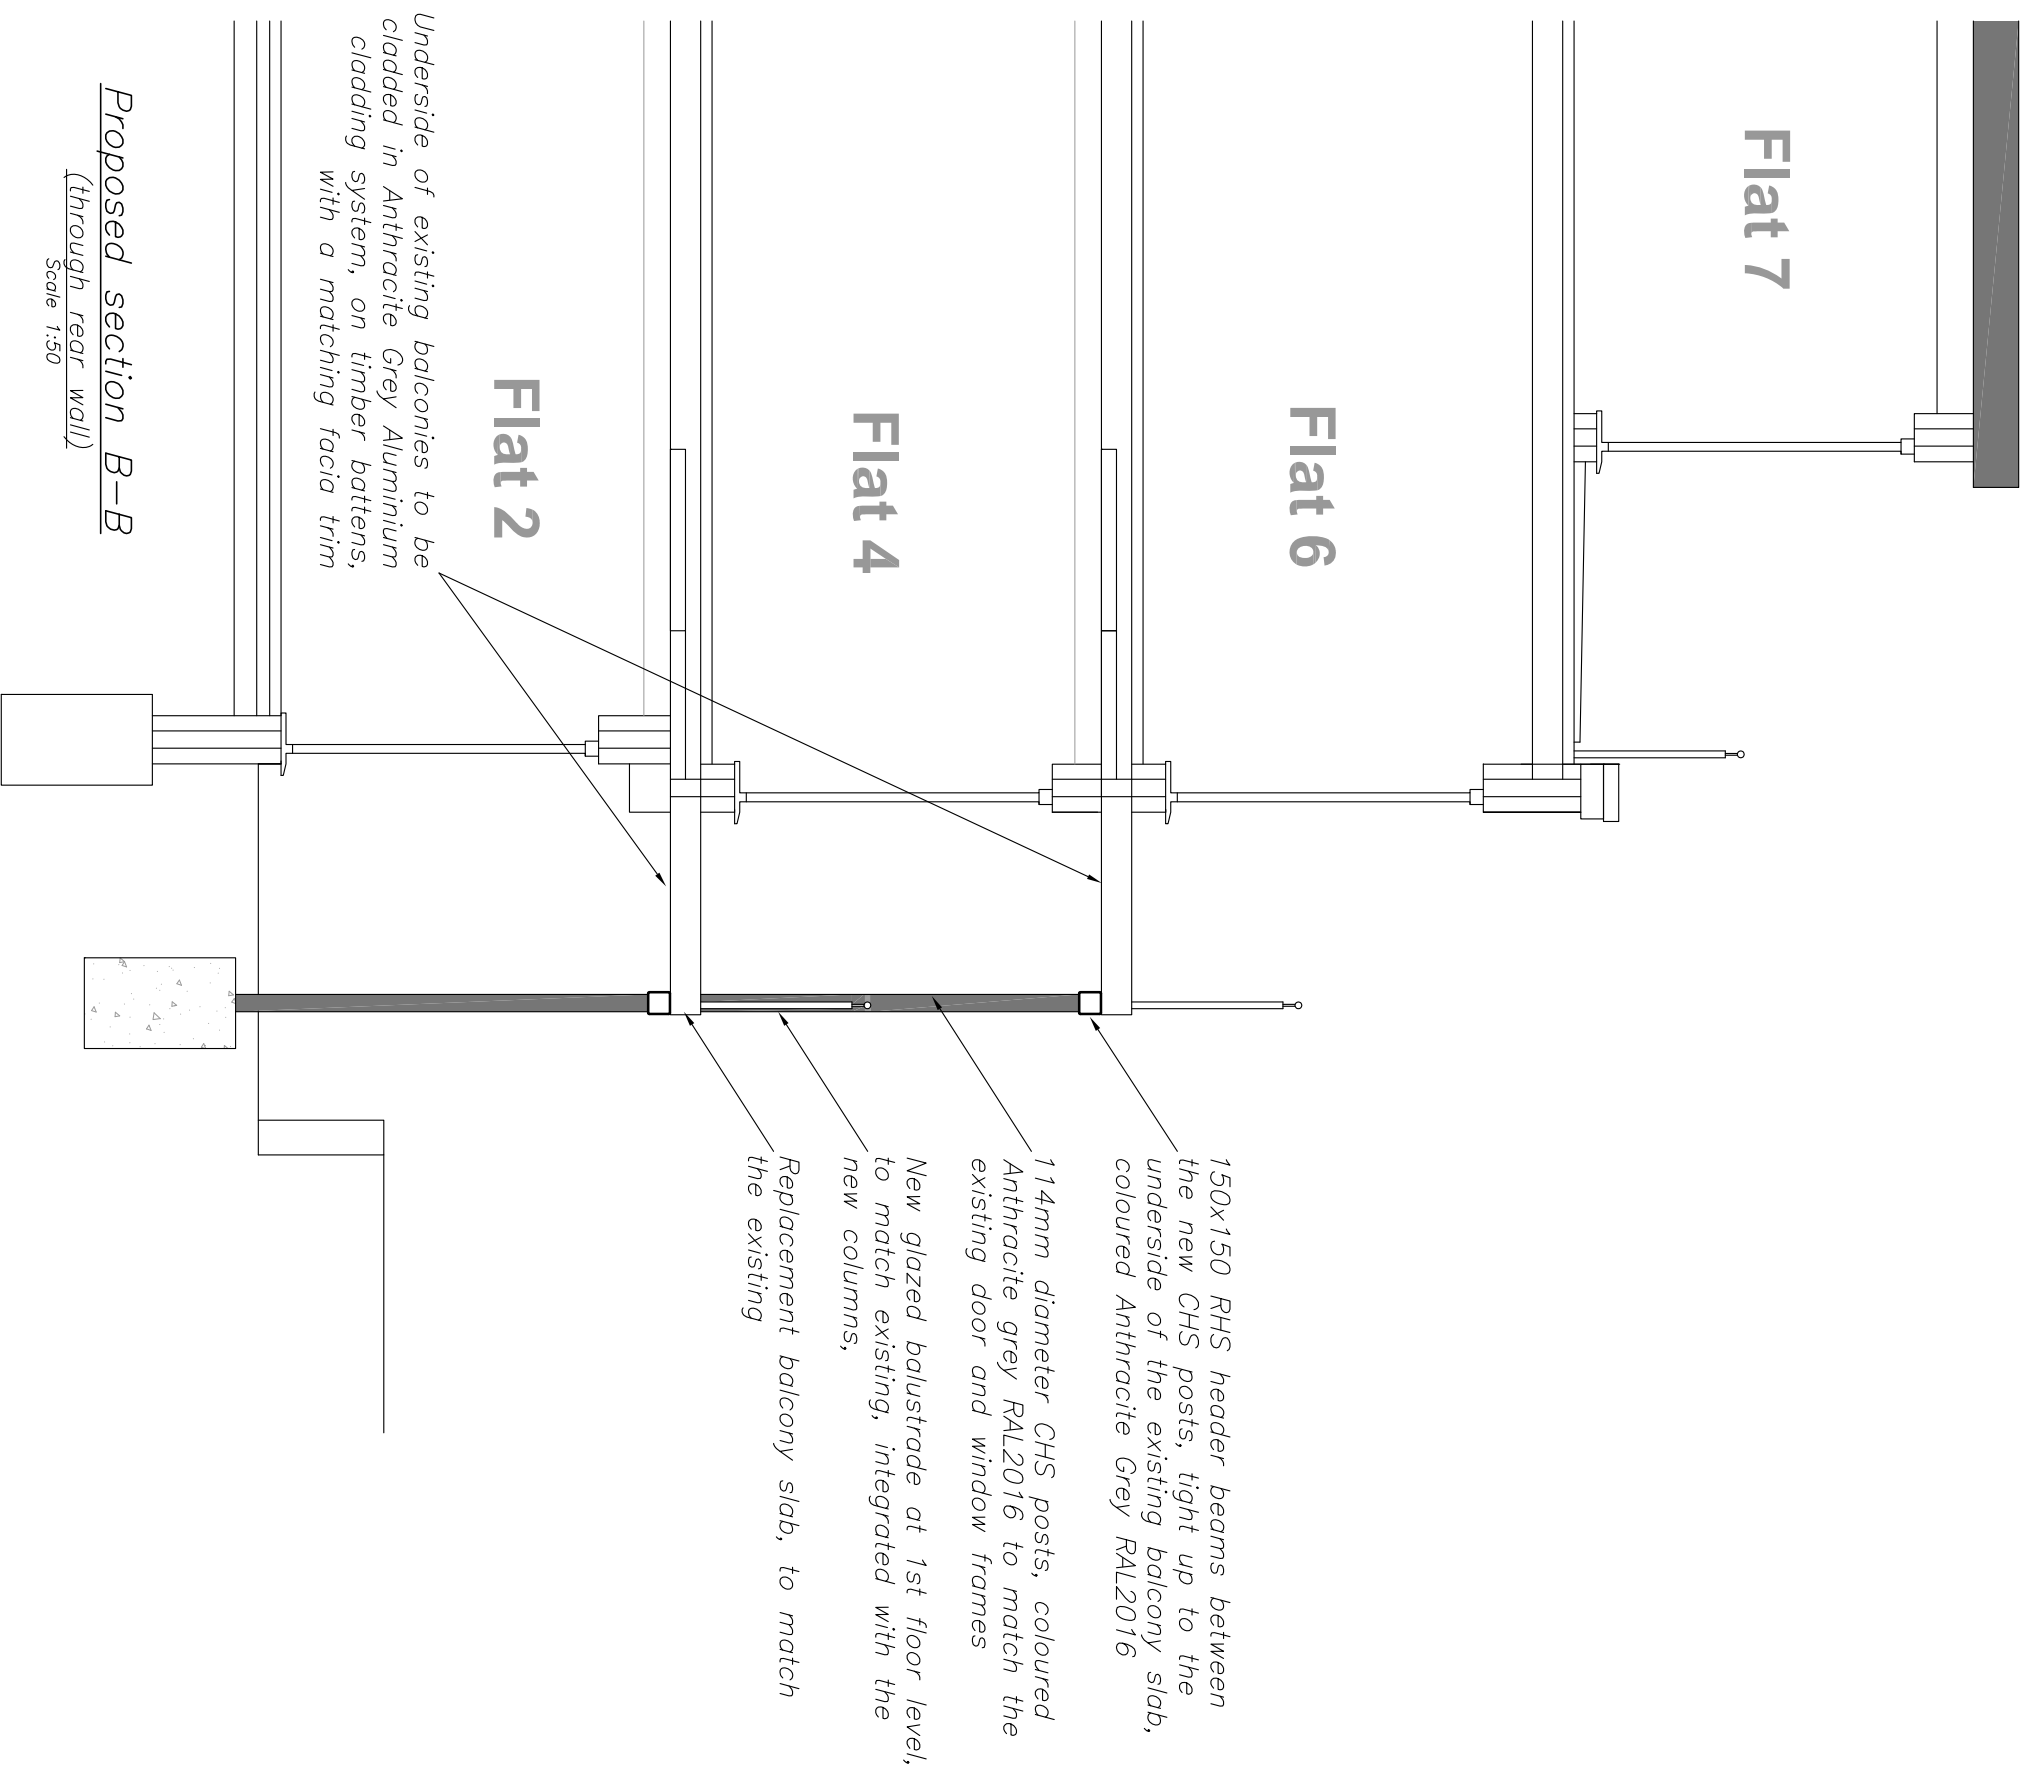 Flat 7
Flat 6
Flat 4
Flat 2
150x150 RHS header beams between
the new CHS posts, tight up to the
underside of the existing balcony slab,
coloured Anthracite Grey RAL2016
114mm diameter CHS posts, coloured
Anthracite grey RAL2016 to match the
existing door and window frames
New glazed balustrade at 1st floor level,
to match existing, integrated with the
new columns,
Replacement balcony slab, to match
the existing
Underside of existing balconies to be
cladded in Anthracite Grey Aluminium
cladding system, on timber battens,
with a matching facia trim
Proposed section B-B
(through rear wall)
Scale 1:50